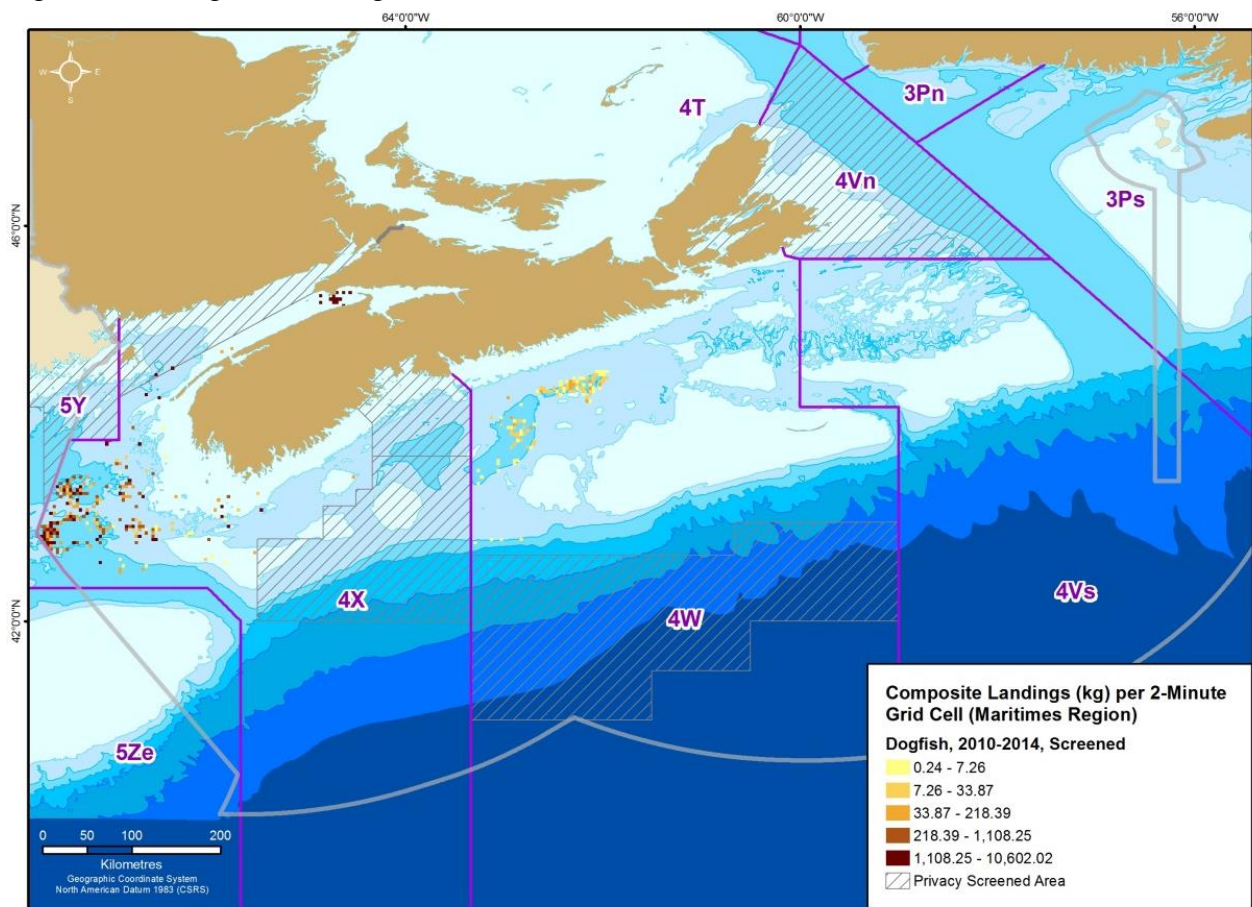 64°0'0"W
60°0'0"W
56°0'0"W
N
W E
S
3Pn
4T
4Vn
3Ps
46°0'0"N
5Y
4X
4W
4Vs
42°0'0"N
5Ze
Composite Landings (kg) per 2-Minute
Grid Cell (Maritimes Region)
Dogfish, 2010-2014, Screened
0.24 - 7.26
7.26 - 33.87
33.87 - 218.39
218.39 - 1,108.25
1,108.25 - 10,602.02
Privacy Screened Area
0 50 100 200
Kilometres
Geographic Coordinate System
North American Datum 1983 (CSRS)